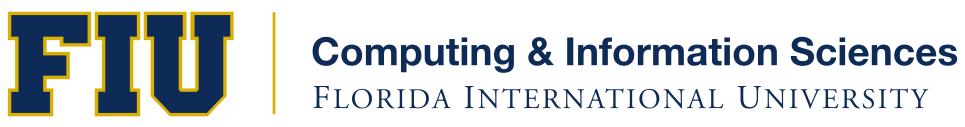 FIU
Computing & Information Sciences
Florida International University